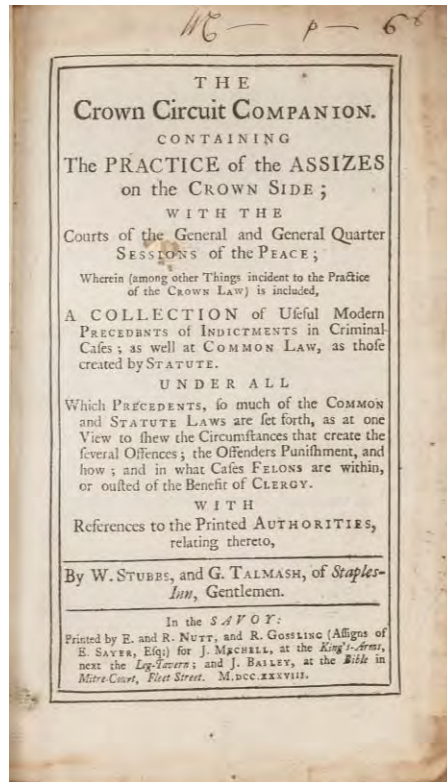 THE
Crown Circuit COMPANION.
CONTAINING
The PRACTICE of the ASSIZES
on the CROWN SIDE;
WITH THE
Courts of the General and General Quarter
SESSIONS of the PEACE;
Wherein (among other Things incident to the Practice
of the CROWN LAW) is included,
A COLLECTION of Uſeful Modern
PRECEDENTS of INDICTMENTS in Criminal
Caſes; as well at COMMON LAW, as thoſe
created by STATUTE.
UNDER ALL
Which PRECEDENTS, ſo much of the COMMON
and STATUTE LAWS are ſet forth, as at one
View to ſhew the Circumſtances that create the
ſeveral Offences; the Offenders Puniſhment, and
how; and in what Caſes FELONS are within,
or ouſted of the Benefit of CLERGY.
WITH
References to the Printed AUTHORITIES,
relating thereto,
By W. STUBBS, and G. TALMASH, of Staples-
Inn, Gentlemen.
In the SAVOY:
Printed by E. and R. NUTT, and R. GOSSLING (Aſſigns of
E. SAYER, Eſq;) for J. MECHELL, at the King's-Arms,
next the Leg-Tavern; and J. BAILEY, at the Bible in
Mitre-Court, Fleet Street. M.DCC.XXXVIII.